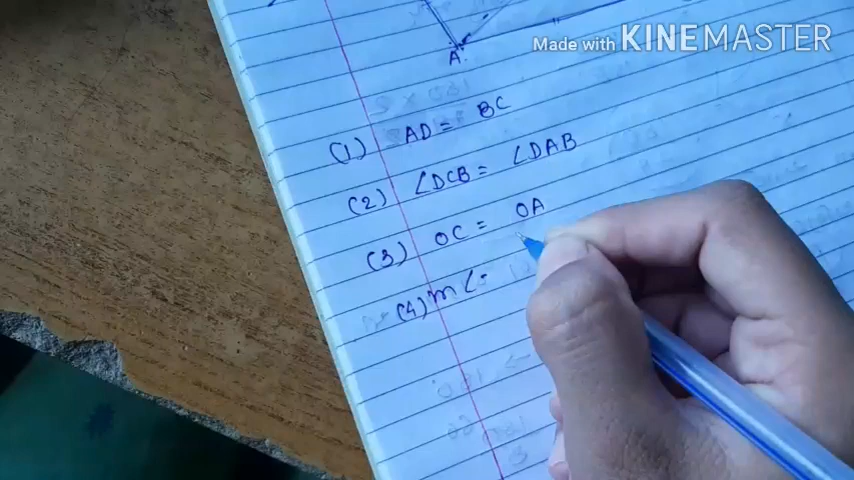 Made with KINEMASTER
A
(1) AD = BC
(2) ∠DCB = ∠DAB
(3) OC = OA
(4) m∠